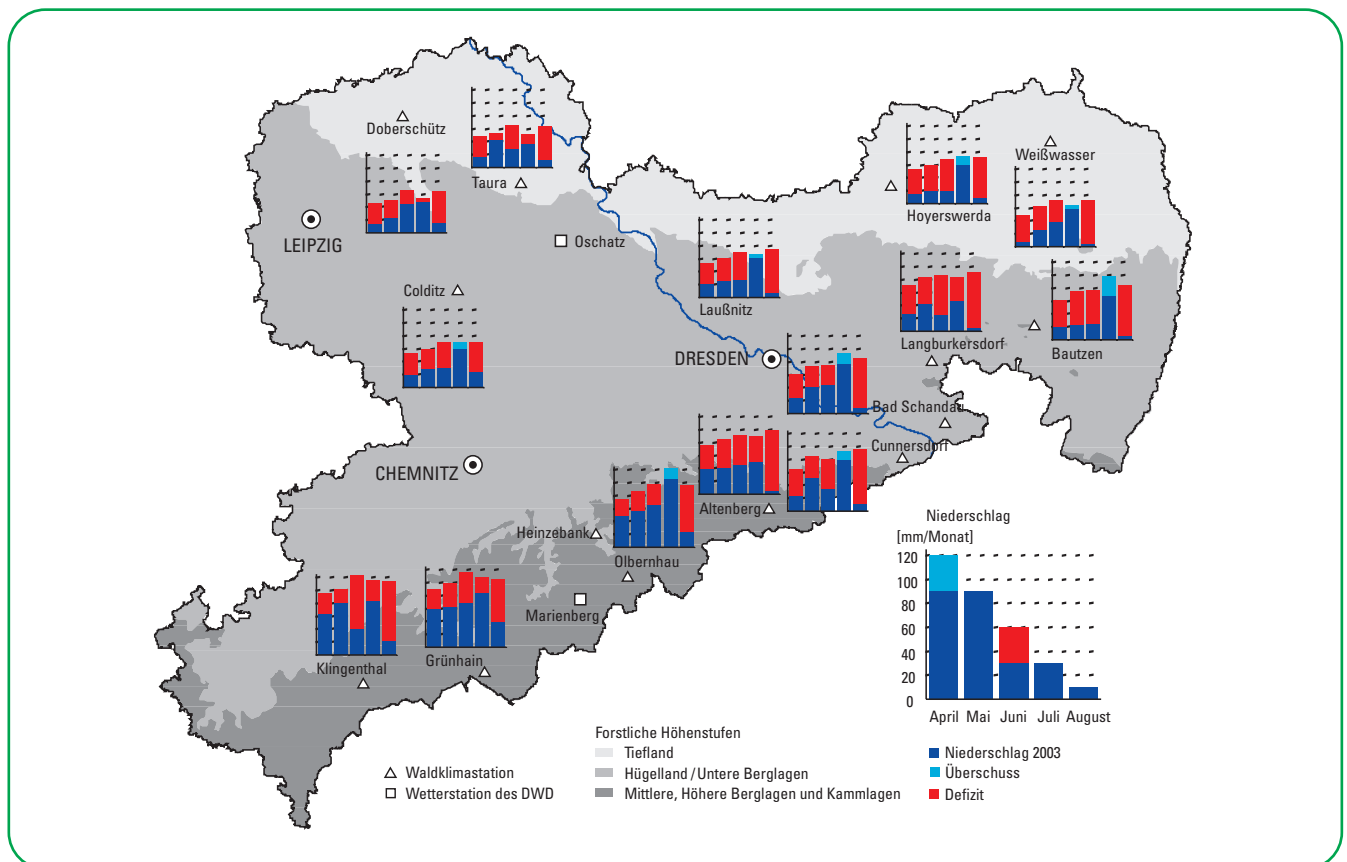 Doberschütz
Taura
Weißwasser
Hoyerswerda
LEIPZIG
Oschatz
Colditz
Laußnitz
Langburkersdorf
Bautzen
DRESDEN
Bad Schandau
Cunnersdorf
CHEMNITZ
Altenberg
Heinzebank
Olbernhau
Marienberg
Klingenthal
Grünhain
Niederschlag
[mm/Monat]
120
100
80
60
40
20
0
April Mai Juni Juli August
Forstliche Höhenstufen
Tiefland
Hügelland/Untere Berglagen
Mittlere, Höhere Berglagen und Kammlagen
Waldklimastation
Wetterstation des DWD
Niederschlag 2003
Überschuss
Defizit